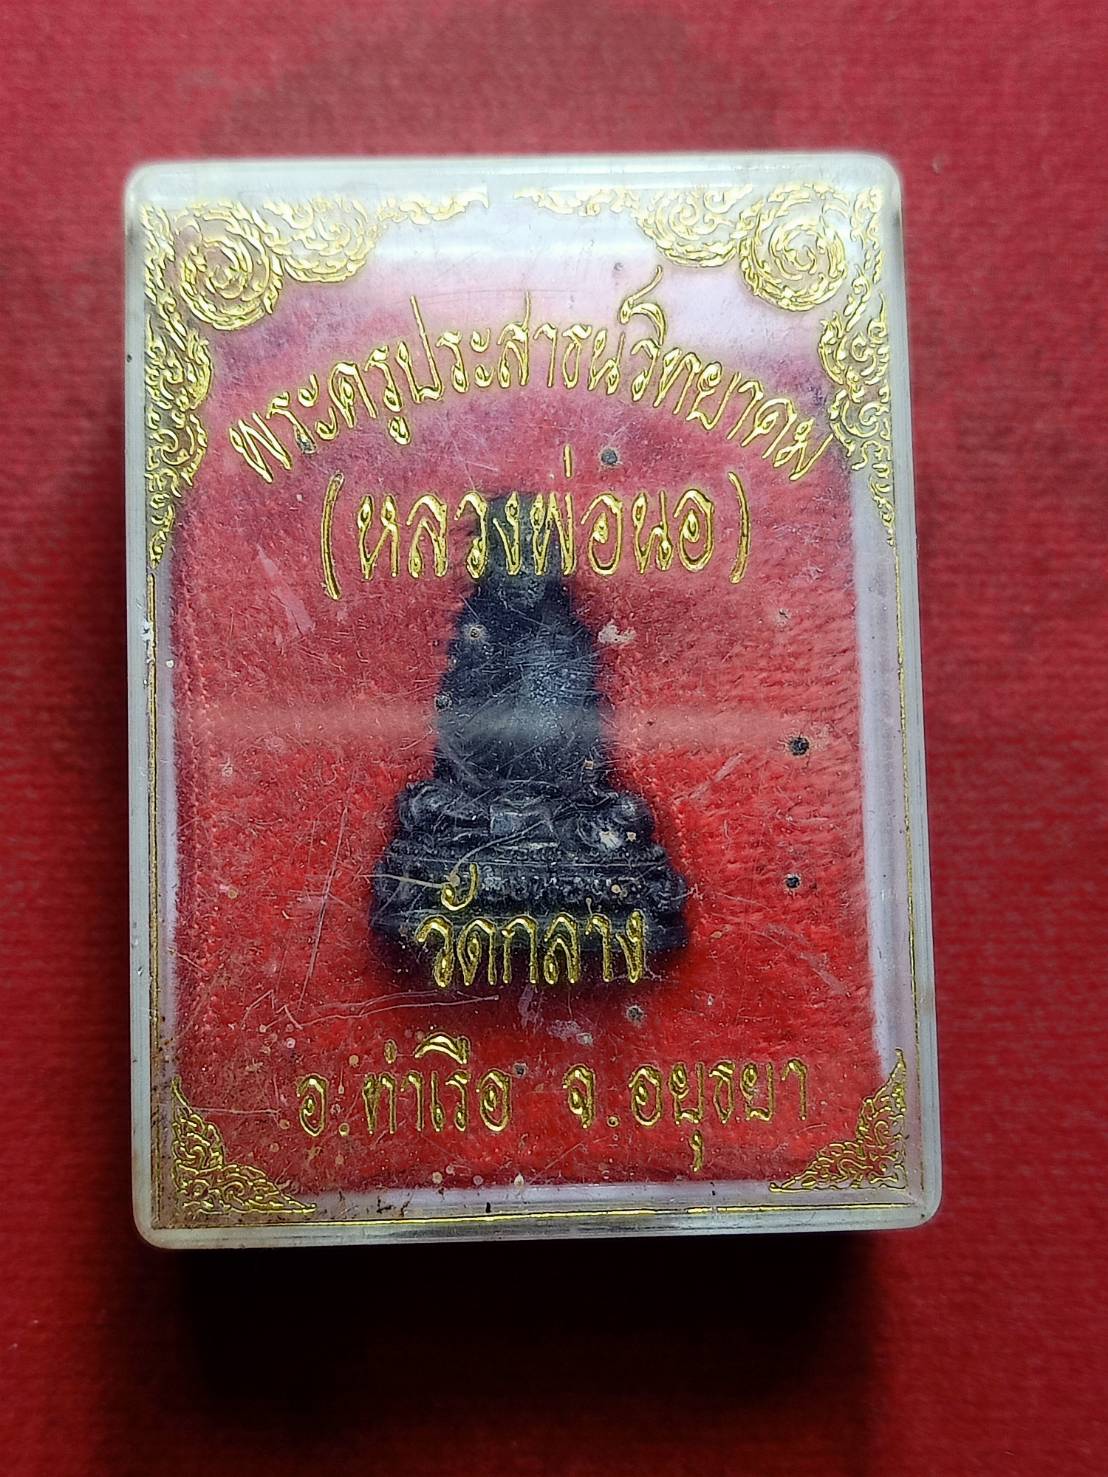 พระครูประสาธน์วิทยาคม
(หลวงพ่อนอ)
วัดกลาง
อ.ท่าเรือ จ.อยุธยา